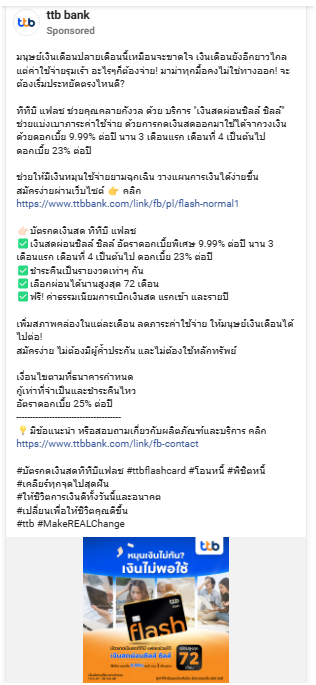 ttb bank
Sponsored
มนุษย์เงินเดือนปลายเดือนนี้เหมือนจะขาดใจ เงินเดือนยังอีกยาวไกล
แต่ค่าใช้จ่ายรุมเร้า อะไรๆก็ต้องจ่าย! มาม่าทุกมื้อคงไม่ใช่ทางออก! จะ
ต้องเริ่มประหยัดตรงไหนดี?
ทีทีบี แฟลช ช่วยคุณคลายกังวล ด้วย บริการ "เงินสดผ่อนชิลล์ ชิลล์"
ช่วยแบ่งเบาภาระค่าใช้จ่าย ด้วยการกดเงินสดออกมาใช้ได้จากวงเงิน
ด้วยดอกเบี้ย 9.99% ต่อปี นาน 3 เดือนแรก เดือนที่ 4 เป็นต้นไป
ดอกเบี้ย 23% ต่อปี
ช่วยให้มีเงินหมุนใช้จ่ายยามฉุกเฉิน วางแผนการเงินได้ง่ายขึ้น
สมัครง่ายผ่านเว็บไซต์ 👉 คลิก
https://www.ttbbank.com/link/fb/pl/flash-normal1
👉🏻บัตรกดเงินสด ทีทีบี แฟลช
✅ เงินสดผ่อนชิลล์ ชิลล์ อัตราดอกเบี้ยพิเศษ 9.99% ต่อปี นาน 3
เดือนแรก เดือนที่ 4 เป็นต้นไป ดอกเบี้ย 23% ต่อปี
✅ ชำระคืนเป็นรายงวดเท่าๆ กัน
✅ เลือกผ่อนได้นานสูงสุด 72 เดือน
✅ ฟรี! ค่าธรรมเนียมการเบิกเงินสด แรกเข้า และรายปี
เพิ่มสภาพคล่องในแต่ละเดือน ลดภาระค่าใช้จ่าย ให้มนุษย์เงินเดือนได้
ไปต่อ!
สมัครง่าย ไม่ต้องมีผู้ค้ำประกัน และไม่ต้องใช้หลักทรัพย์
เงื่อนไขตามที่ธนาคารกำหนด
กู้เท่าที่จำเป็นและชำระคืนไหว
อัตราดอกเบี้ย 25% ต่อปี
----------------------------------------
💡มีข้อแนะนำ หรือสอบถามเกี่ยวกับผลิตภัณฑ์และบริการ คลิก
https://www.ttbbank.com/link/fb-contact
#บัตรกดเงินสดทีทีบีแฟลช #ttbflashcard #โอนหนี้ #พิชิตหนี้
#เคลียร์ทุกจุดไปสุดฝัน
#ให้ชีวิตการเงินดีทั้งวันนี้และอนาคต
#เปลี่ยนเพื่อให้ชีวิตคุณดีขึ้น
#ttb #MakeREALChange
ttb
หมุนเงินไม่ทัน?
เงินไม่พอใช้
flash
บัตรกดเงินสด ทีทีบี แฟลช
เงินสดผ่อนชิลล์ ชิลล์
72